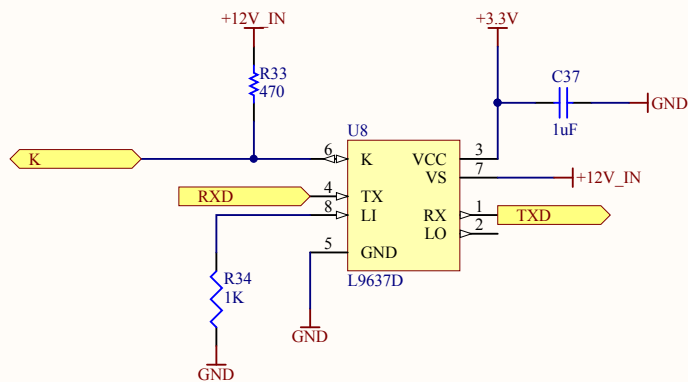 +12V_IN
+3.3V
R33
470
C37
1uF
GND
U8
K
6
K
VCC
3
VS
7
+12V_IN
RXD
4
TX
8
LI
RX
1
TXD
LO
2
5
GND
R34
1K
L9637D
GND
GND